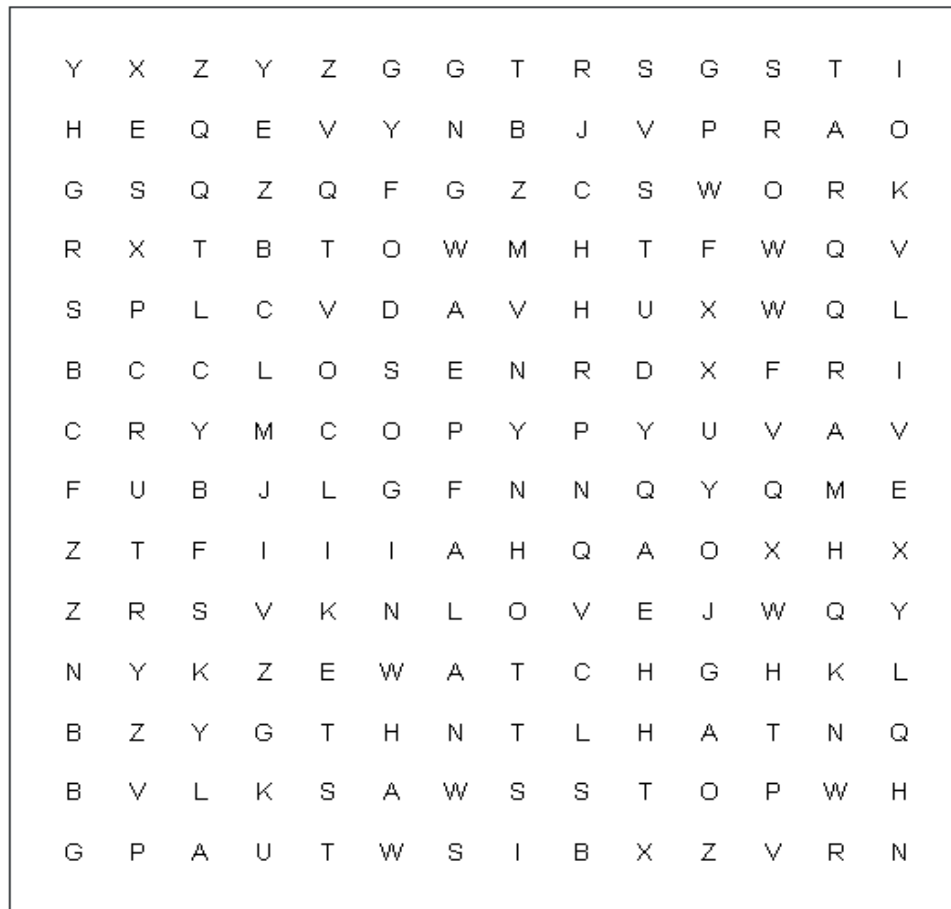 Y X Z Y Z G G T R S G S T I
H E Q E V Y N B J V P R A O
G S Q Z Q F G Z C S W O R K
R X T B T O W M H T F W Q V
S P L C V D A V H U X W Q L
B C C L O S E N R D X F R I
C R Y M C O P Y P Y U V A V
F U B J L G F N N Q Y Q M E
Z T F I I I A H Q A O X H X
Z R S V K N L O V E J W Q Y
N Y K Z E W A T C H G H K L
B Z Y G T H N T L H A T N Q
B V L K S A W S S T O P W H
G P A U T W S I B X Z V R N